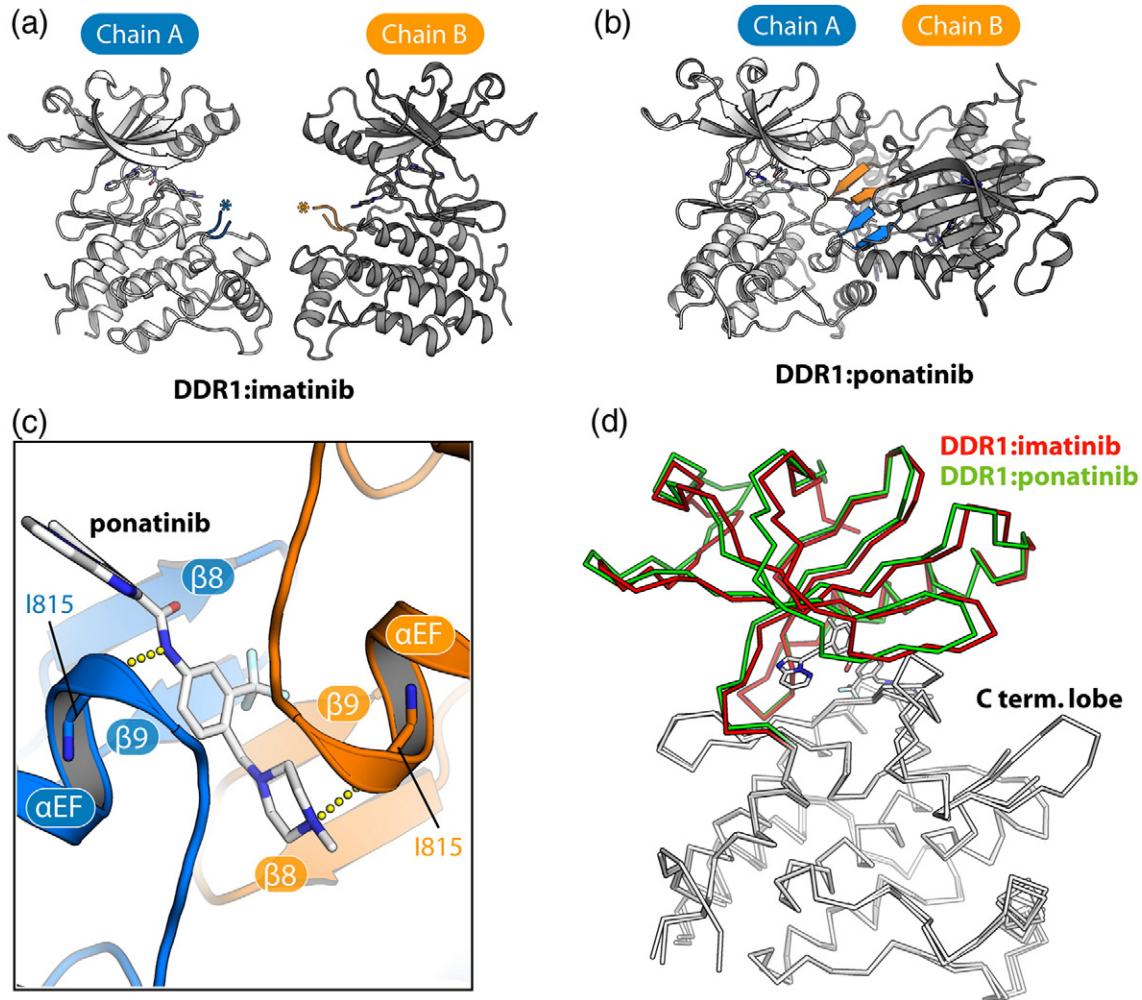 (a)
Chain A
Chain B
(b)
Chain A
Chain B
*
*
DDR1:imatinib
DDR1:ponatinib
(c)
ponatinib
β8
I815
αEF
β9
β9
αEF
I815
β8
(d)
DDR1:imatinib
DDR1:ponatinib
C term. lobe